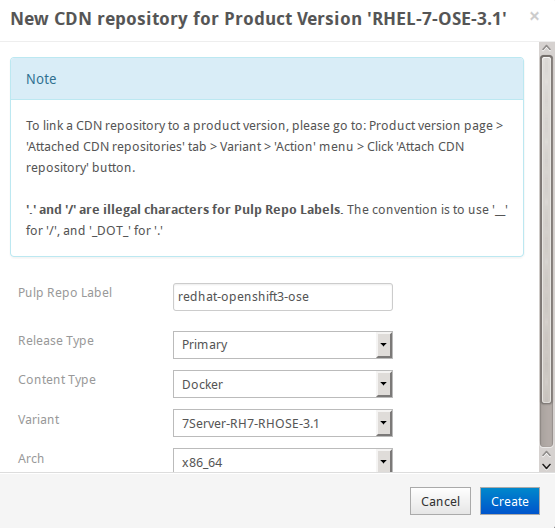 New CDN repository for Product Version 'RHEL-7-OSE-3.1'
×
Note
To link a CDN repository to a product version, please go to: Product version page >
'Attached CDN repositories' tab > Variant > 'Action' menu > Click 'Attach CDN
repository' button.
'.' and '/' are illegal characters for Pulp Repo Labels. The convention is to use '__'
for '/', and '_DOT_' for '.'
Pulp Repo Label redhat-openshift3-ose
Release Type Primary
Content Type Docker
Variant 7Server-RH7-RHOSE-3.1
Arch x86_64
Cancel Create